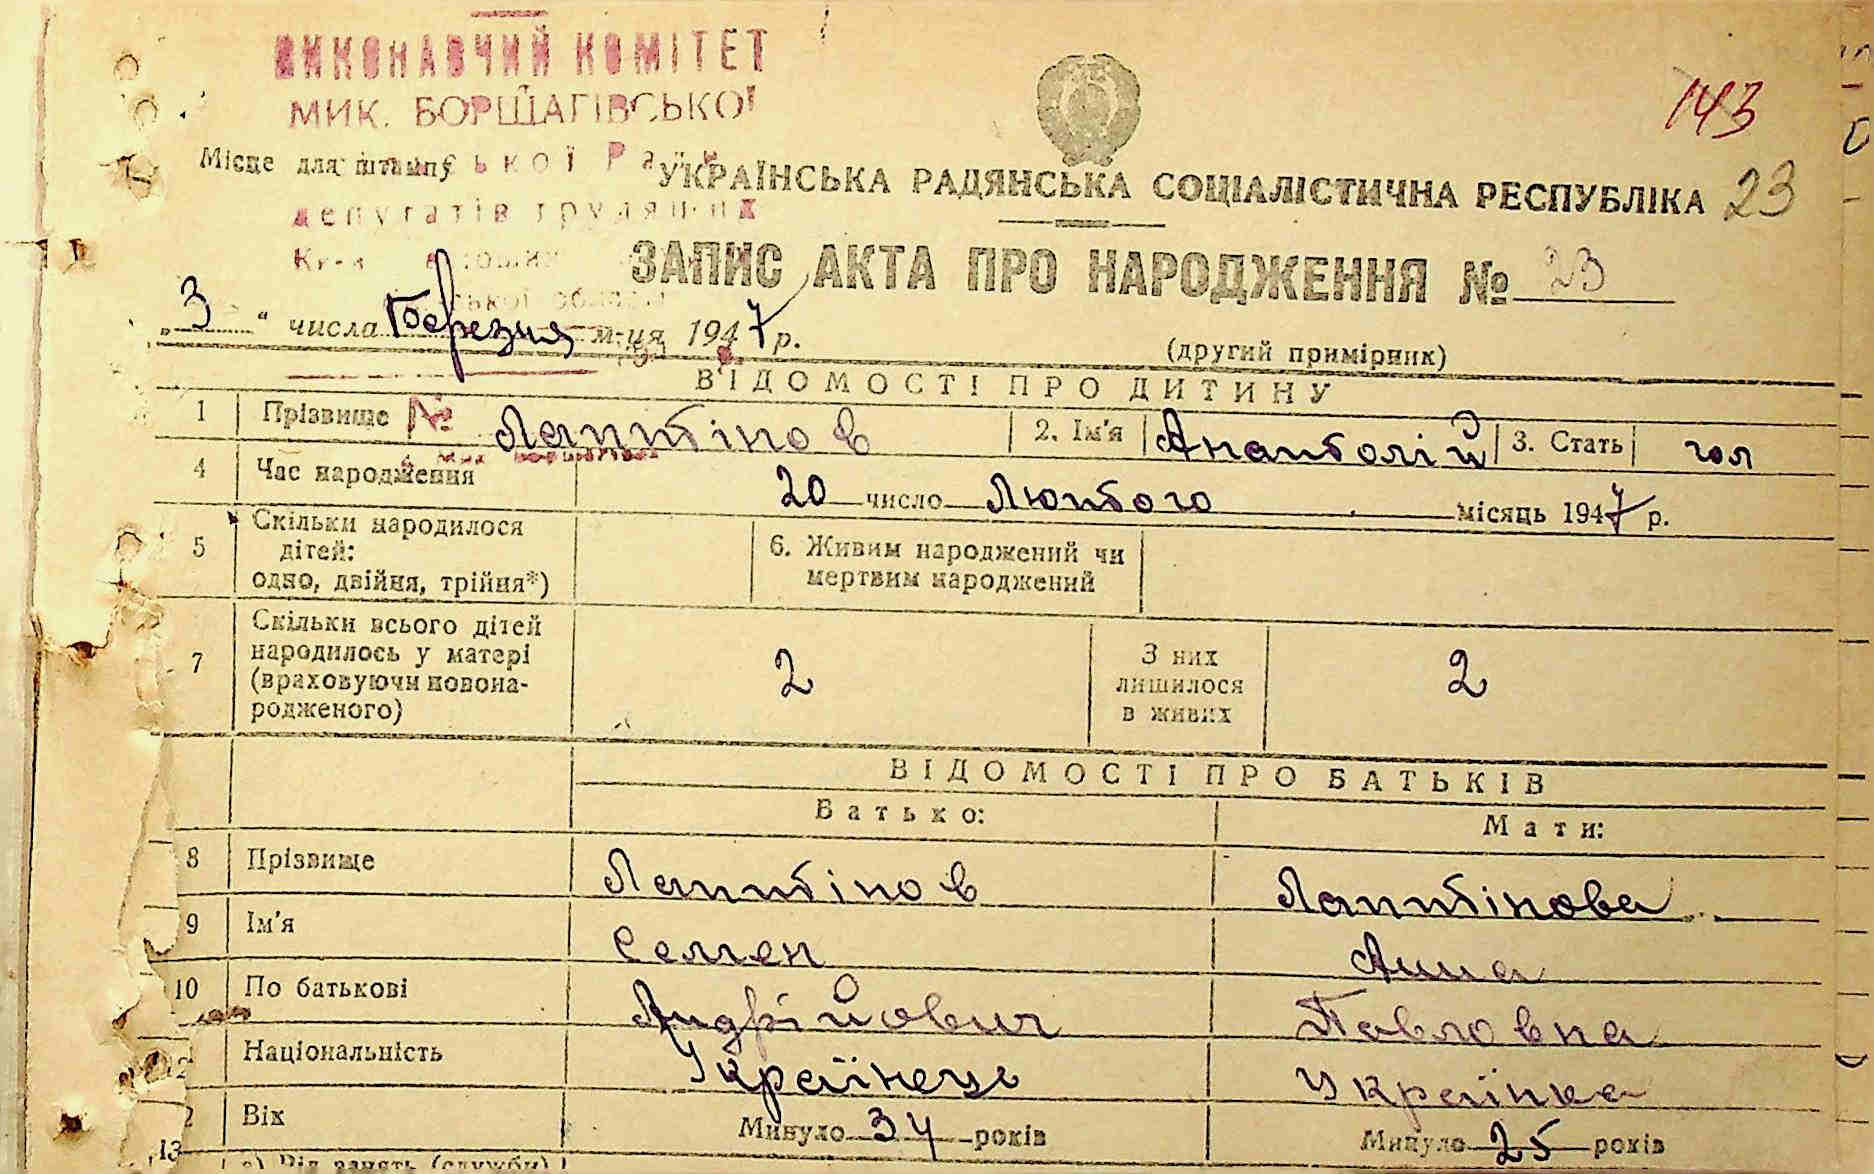 ВИКОНАВЧИЙ КОМІТЕТ
МИК. БОРЩАГІВСЬКОЇ
143
Місце для штампу
УКРАЇНСЬКА РАДЯНСЬКА СОЦІАЛІСТИЧНА РЕСПУБЛІКА 23
депутатів трудящих
ЗАПИС АКТА ПРО НАРОДЖЕННЯ № 23
„3“ числа Березня м-ця 1947 р.
(другий примірник)
ВІДОМОСТІ ПРО ДИТИНУ
1 Прізвище Лаптінов 2. Ім'я Анатолій 3. Стать чол
4 Час народження 20 число Лютого місяць 1947 р.
5 Скільки народилося дітей: одно, двійня, трійня*) 6. Живим народжений чи мертвим народжений
7 Скільки всього дітей народилось у матері (враховуючи новонародженого) 2 З них лишилося в живих 2
ВІДОМОСТІ ПРО БАТЬКІВ
Батько: Мати:
8 Прізвище Лаптінов Лаптінова
9 Ім'я Семен Анна
10 По батькові Андрійович Павловна
Національність Українець Українка
Вік Минуло 34 років Минуло 25 років
13